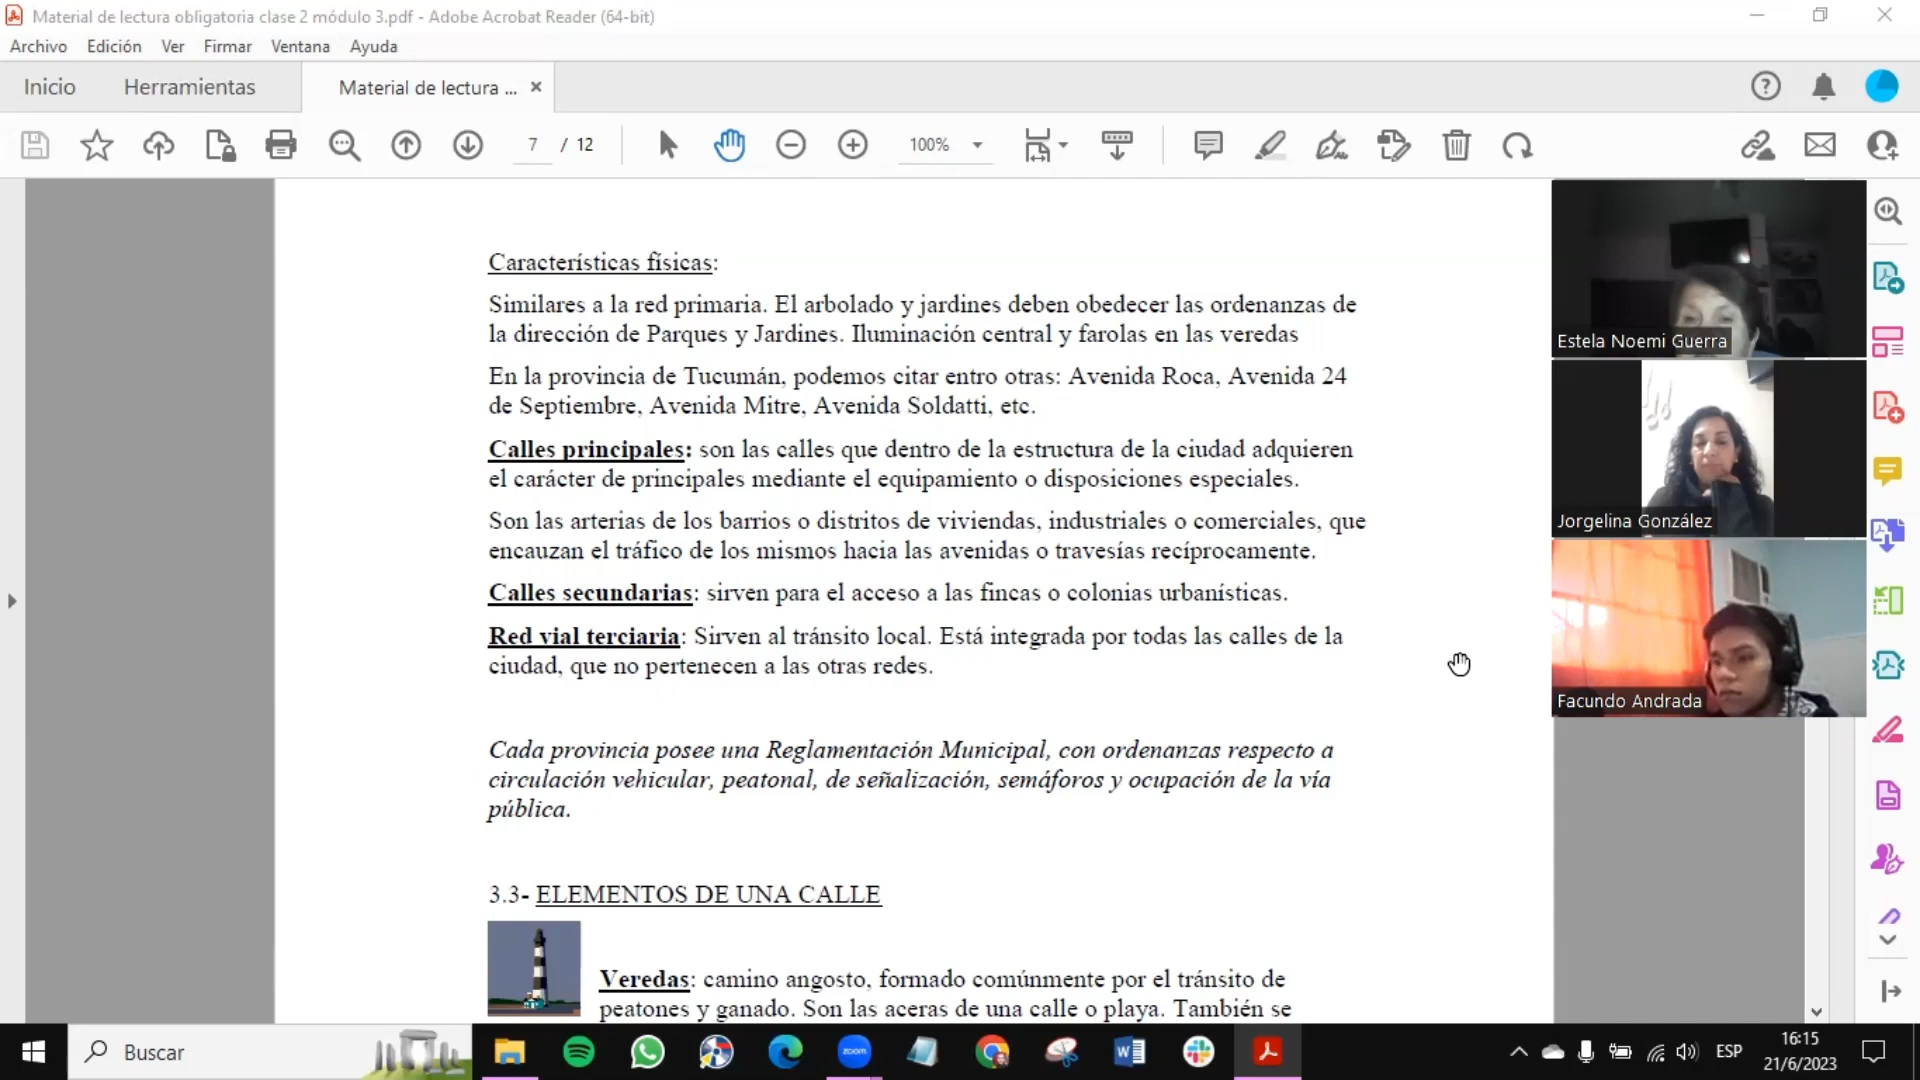 Material de lectura obligatoria clase 2 módulo 3.pdf - Adobe Acrobat Reader (64-bit)
Archivo Edición Ver Firmar Ventana Ayuda
Inicio Herramientas Material de lectura ...
7 / 12 100%
Características físicas:
Similares a la red primaria. El arbolado y jardines deben obedecer las ordenanzas de
la dirección de Parques y Jardines. Iluminación central y farolas en las veredas
En la provincia de Tucumán, podemos citar entro otras: Avenida Roca, Avenida 24
de Septiembre, Avenida Mitre, Avenida Soldatti, etc.
Calles principales: son las calles que dentro de la estructura de la ciudad adquieren
el carácter de principales mediante el equipamiento o disposiciones especiales.
Son las arterias de los barrios o distritos de viviendas, industriales o comerciales, que
encauzan el tráfico de los mismos hacia las avenidas o travesías recíprocamente.
Calles secundarias: sirven para el acceso a las fincas o colonias urbanísticas.
Red vial terciaria: Sirven al tránsito local. Está integrada por todas las calles de la
ciudad, que no pertenecen a las otras redes.
Cada provincia posee una Reglamentación Municipal, con ordenanzas respecto a
circulación vehicular, peatonal, de señalización, semáforos y ocupación de la vía
pública.
3.3- ELEMENTOS DE UNA CALLE
Veredas: camino angosto, formado comúnmente por el tránsito de
peatones y ganado. Son las aceras de una calle o playa. También se
Estela Noemi Guerra
Jorgelina González
Facundo Andrada
Buscar
zoom
ESP
16:15
21/6/2023